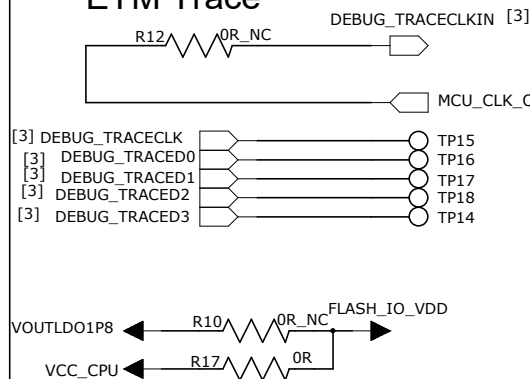 ETM Trace
DEBUG_TRACECLKIN [3]
R12 0R_NC
MCU_CLK_
[3] DEBUG_TRACECLK TP15
[3] DEBUG_TRACED0 TP16
[3] DEBUG_TRACED1 TP17
[3] DEBUG_TRACED2 TP18
[3] DEBUG_TRACED3 TP14
FLASH_IO_VDD
VOUTLDO1P8 R10 0R_NC
VCC_CPU R17 0R